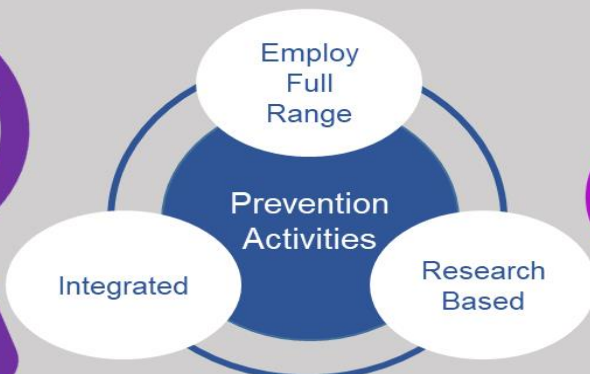 Employ
Full
Range
Prevention
Activities
Integrated
Research
Based